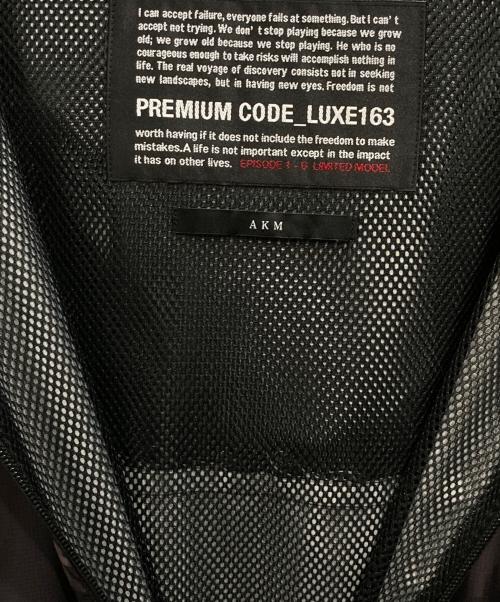 I can accept failure, everyone fails at something. But I can't
accept not trying. We don't stop playing because we grow
old; we grow old because we stop playing. He who is no
courageous enough to take risks will accomplish nothing in
life. The real voyage of discovery consists not in seeking
new landscapes, but in having new eyes. Freedom is not
PREMIUM CODE_LUXE163
worth having if it does not include the freedom to make
mistakes. A life is not important except in the impact
it has on other lives. EPISODE 1 - 6 LIMITED MODEL
AKM